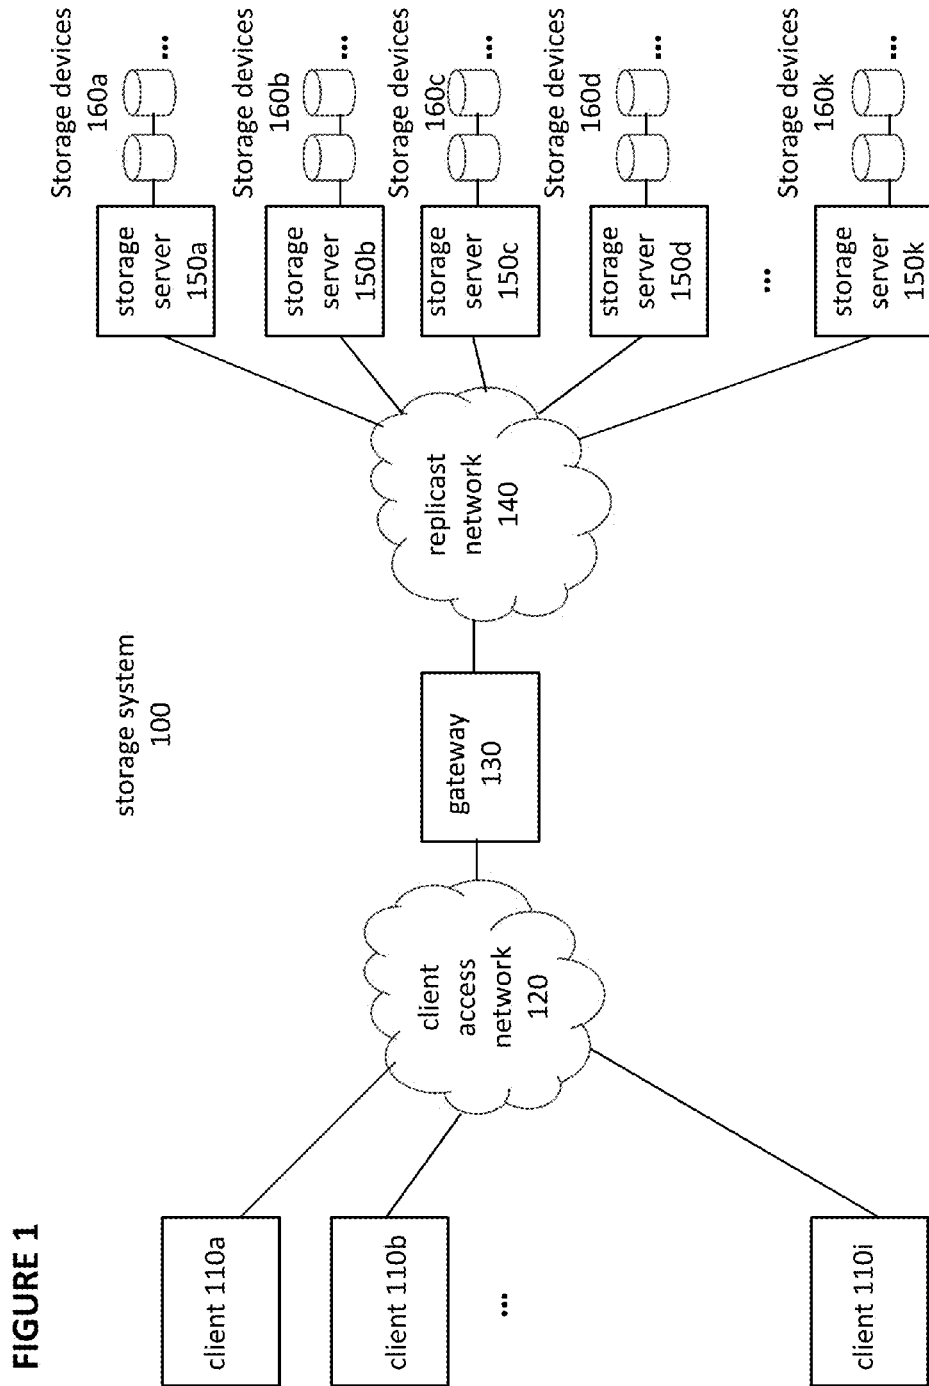 FIGURE 1
storage system
100
client 110a
client 110b
...
client 110i
client
access
network
120
gateway
130
replicast
network
140
storage
server
150a
storage
server
150b
storage
server
150c
storage
server
150d
...
storage
server
150k
Storage devices
160a
...
Storage devices
160b
...
Storage devices
160c
...
Storage devices
160d
...
Storage devices
160k
...